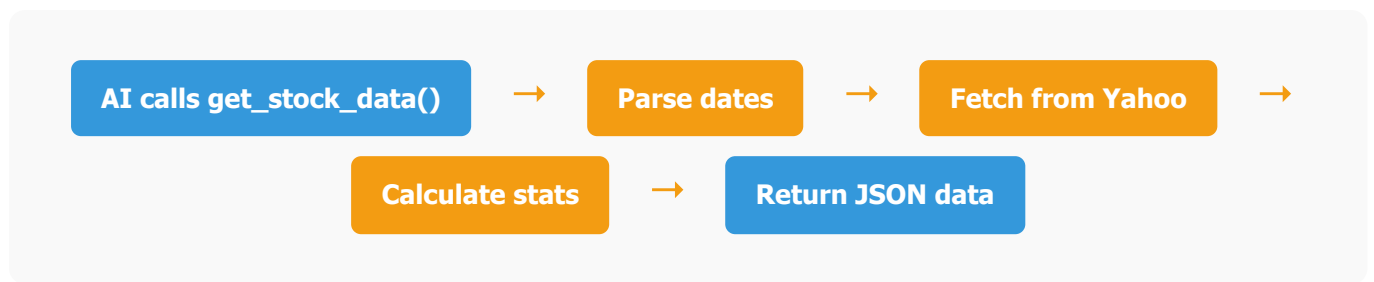 AI calls get_stock_data() → Parse dates → Fetch from Yahoo →
Calculate stats → Return JSON data